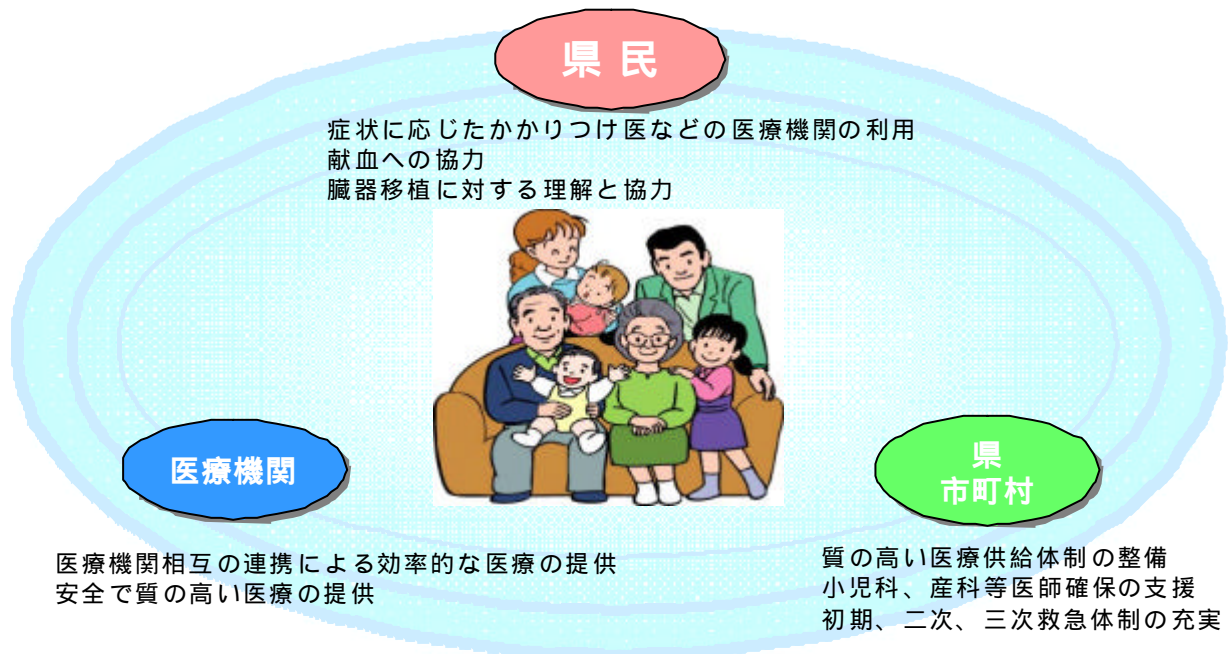 県民
症状に応じたかかりつけ医などの医療機関の利用
献血への協力
臓器移植に対する理解と協力
医療機関
医療機関相互の連携による効率的な医療の提供
安全で質の高い医療の提供
県
市町村
質の高い医療供給体制の整備
小児科、産科等医師確保の支援
初期、二次、三次救急体制の充実